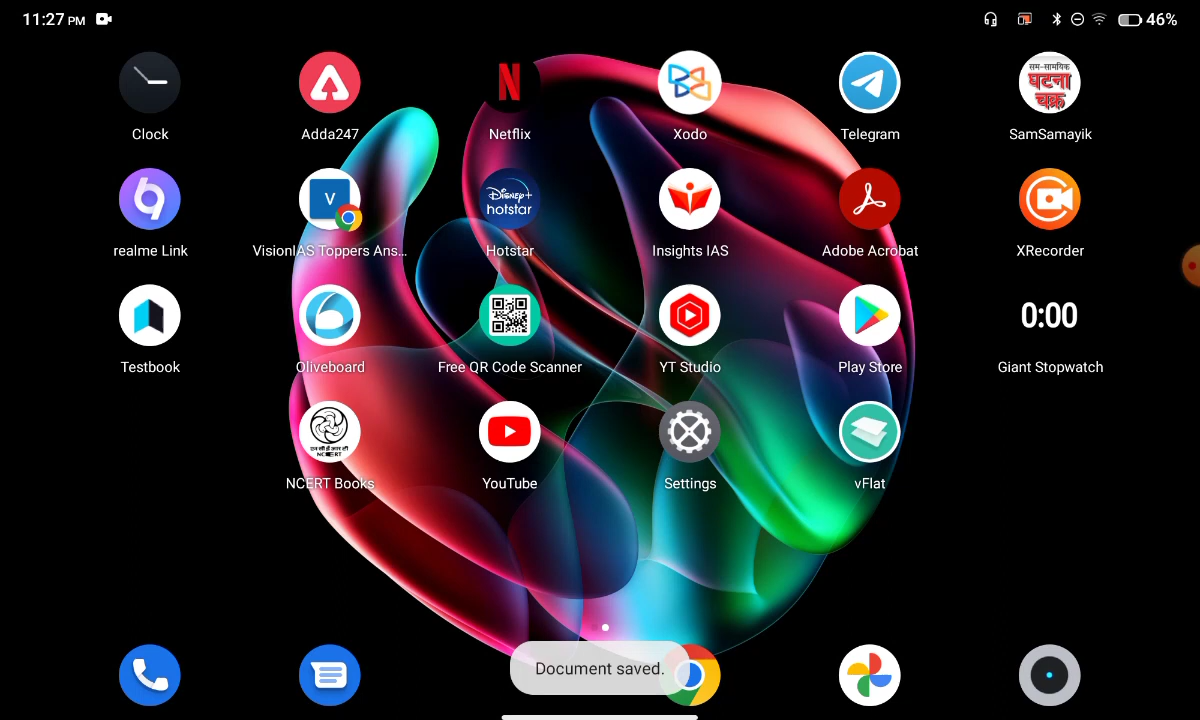 11:27 PM
46%
Clock
Adda247
Netflix
Xodo
Telegram
SamSamayik
सम-सामयिक
घटना
चक्र
realme Link
VisionIAS Toppers Ans...
Hotstar
Insights IAS
Adobe Acrobat
XRecorder
V
Disney+
hotstar
Testbook
Oliveboard
Free QR Code Scanner
YT Studio
Play Store
Giant Stopwatch
0:00
NCERT Books
YouTube
Settings
vFlat
NCERT
Document saved.